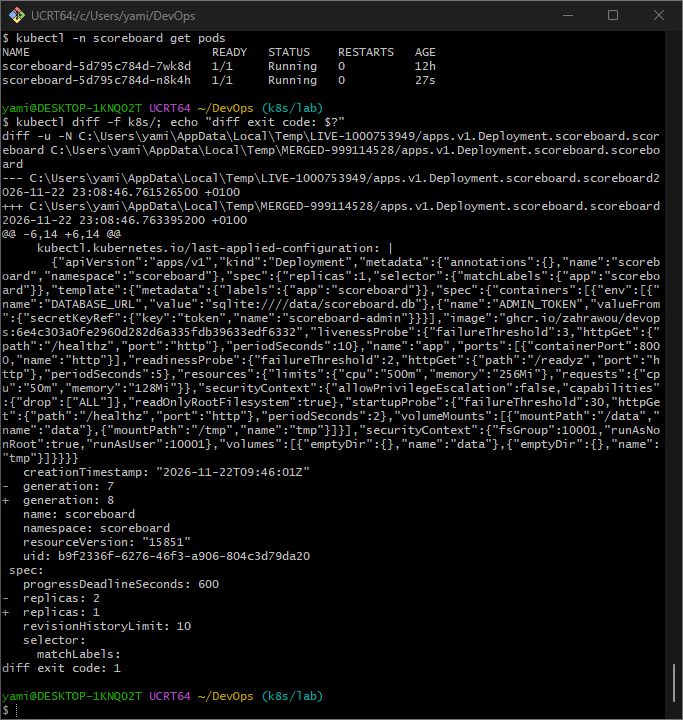 UCRT64:/c/Users/yami/DevOps
$ kubectl -n scoreboard get pods
NAME                          READY   STATUS    RESTARTS   AGE
scoreboard-5d795c784d-7wk8d   1/1     Running   0          12h
scoreboard-5d795c784d-n8k4h   1/1     Running   0          27s
yami@DESKTOP-1KNQO2T UCRT64 ~/DevOps (k8s/lab)
$ kubectl diff -f k8s/; echo "diff exit code: $?"
diff -u -N C:\Users\yami\AppData\Local\Temp\LIVE-1000753949/apps.v1.Deployment.scoreboard.scor
eboard C:\Users\yami\AppData\Local\Temp\MERGED-999114528/apps.v1.Deployment.scoreboard.scorebo
ard
--- C:\Users\yami\AppData\Local\Temp\LIVE-1000753949/apps.v1.Deployment.scoreboard.scoreboard2
026-11-22 23:08:46.761526500 +0100
+++ C:\Users\yami\AppData\Local\Temp\MERGED-999114528/apps.v1.Deployment.scoreboard.scoreboard
2026-11-22 23:08:46.763395200 +0100
@@ -6,14 +6,14 @@
     kubectl.kubernetes.io/last-applied-configuration: |
       {"apiVersion":"apps/v1","kind":"Deployment","metadata":{"annotations":{},"name":"scorebo
ard","namespace":"scoreboard"},"spec":{"replicas":1,"selector":{"matchLabels":{"app":"scoreboa
rd"}},"template":{"metadata":{"labels":{"app":"scoreboard"}},"spec":{"containers":[{"env":[{"
name":"DATABASE_URL","value":"sqlite:////data/scoreboard.db"},{"name":"ADMIN_TOKEN","valueFrom
":{"secretKeyRef":{"key":"token","name":"scoreboard-admin"}}}],"image":"ghcr.io/zahrawou/devop
s:6e4c303a0fe2960d282d6a335fdb39633edf6332","livenessProbe":{"failureThreshold":3,"httpGet":{"
path":"/healthz","port":"http"},"periodSeconds":10},"name":"app","ports":[{"containerPort":800
0,"name":"http"}],"readinessProbe":{"failureThreshold":2,"httpGet":{"path":"/readyz","port":"h
ttp"},"periodSeconds":5},"resources":{"limits":{"cpu":"500m","memory":"256Mi"},"requests":{"cp
u":"50m","memory":"128Mi"}},"securityContext":{"allowPrivilegeEscalation":false,"capabilities"
:{"drop":["ALL"]},"readOnlyRootFilesystem":true},"startupProbe":{"failureThreshold":30,"httpGe
t":{"path":"/healthz","port":"http"},"periodSeconds":2},"volumeMounts":[{"mountPath":"/data","
name":"data"},{"mountPath":"/tmp","name":"tmp"}]}],"securityContext":{"fsGroup":10001,"runAsNo
nRoot":true,"runAsUser":10001},"volumes":[{"emptyDir":{},"name":"data"},{"emptyDir":{},"name":
"tmp"}]}}}}
   creationTimestamp: "2026-11-22T09:46:01Z"
-  generation: 7
+  generation: 8
   name: scoreboard
   namespace: scoreboard
   resourceVersion: "15851"
   uid: b9f2336f-6276-46f3-a906-804c3d79da20
 spec:
   progressDeadlineSeconds: 600
-  replicas: 2
+  replicas: 1
   revisionHistoryLimit: 10
   selector:
     matchLabels:
diff exit code: 1
yami@DESKTOP-1KNQO2T UCRT64 ~/DevOps (k8s/lab)
$